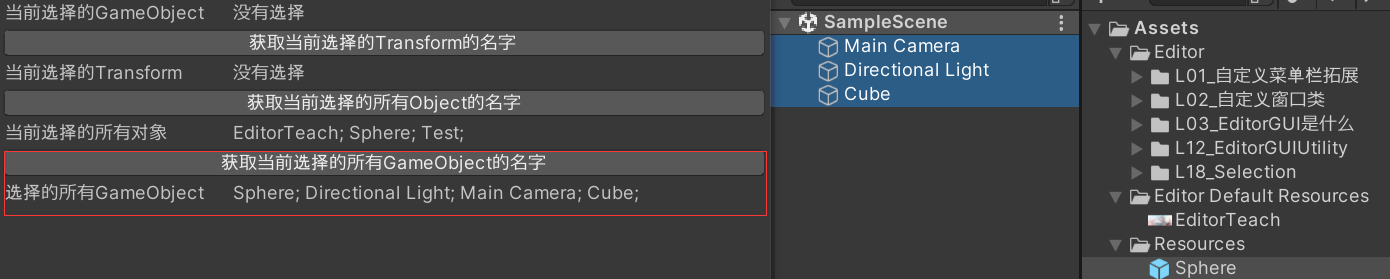 当前选择的GameObject 没有选择
获取当前选择的Transform的名字
当前选择的Transform 没有选择
获取当前选择的所有Object的名字
当前选择的所有对象 EditorTeach; Sphere; Test;
获取当前选择的所有GameObject的名字
选择的所有GameObject Sphere; Directional Light; Main Camera; Cube;
SampleScene
Main Camera
Directional Light
Cube
Assets
Editor
L01_自定义菜单栏拓展
L02_自定义窗口类
L03_EditorGUI是什么
L12_EditorGUIUtility
L18_Selection
Editor Default Resources
EditorTeach
Resources
Sphere